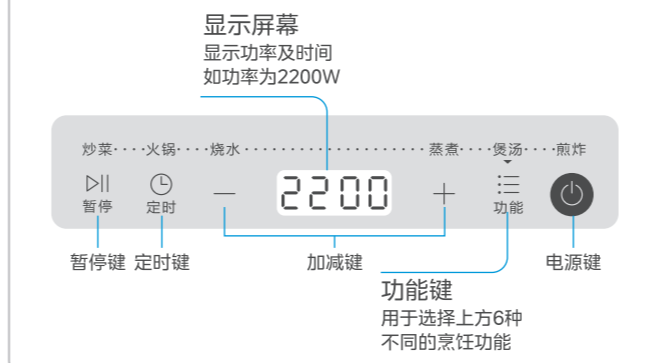 显示屏幕
显示功率及时间
如功率为2200W
炒菜····火锅····烧水·····················蒸煮····煲汤····煎炸
2200
暂停 定时 功能
暂停键 定时键 加减键 电源键
功能键
用于选择上方6种
不同的烹饪功能